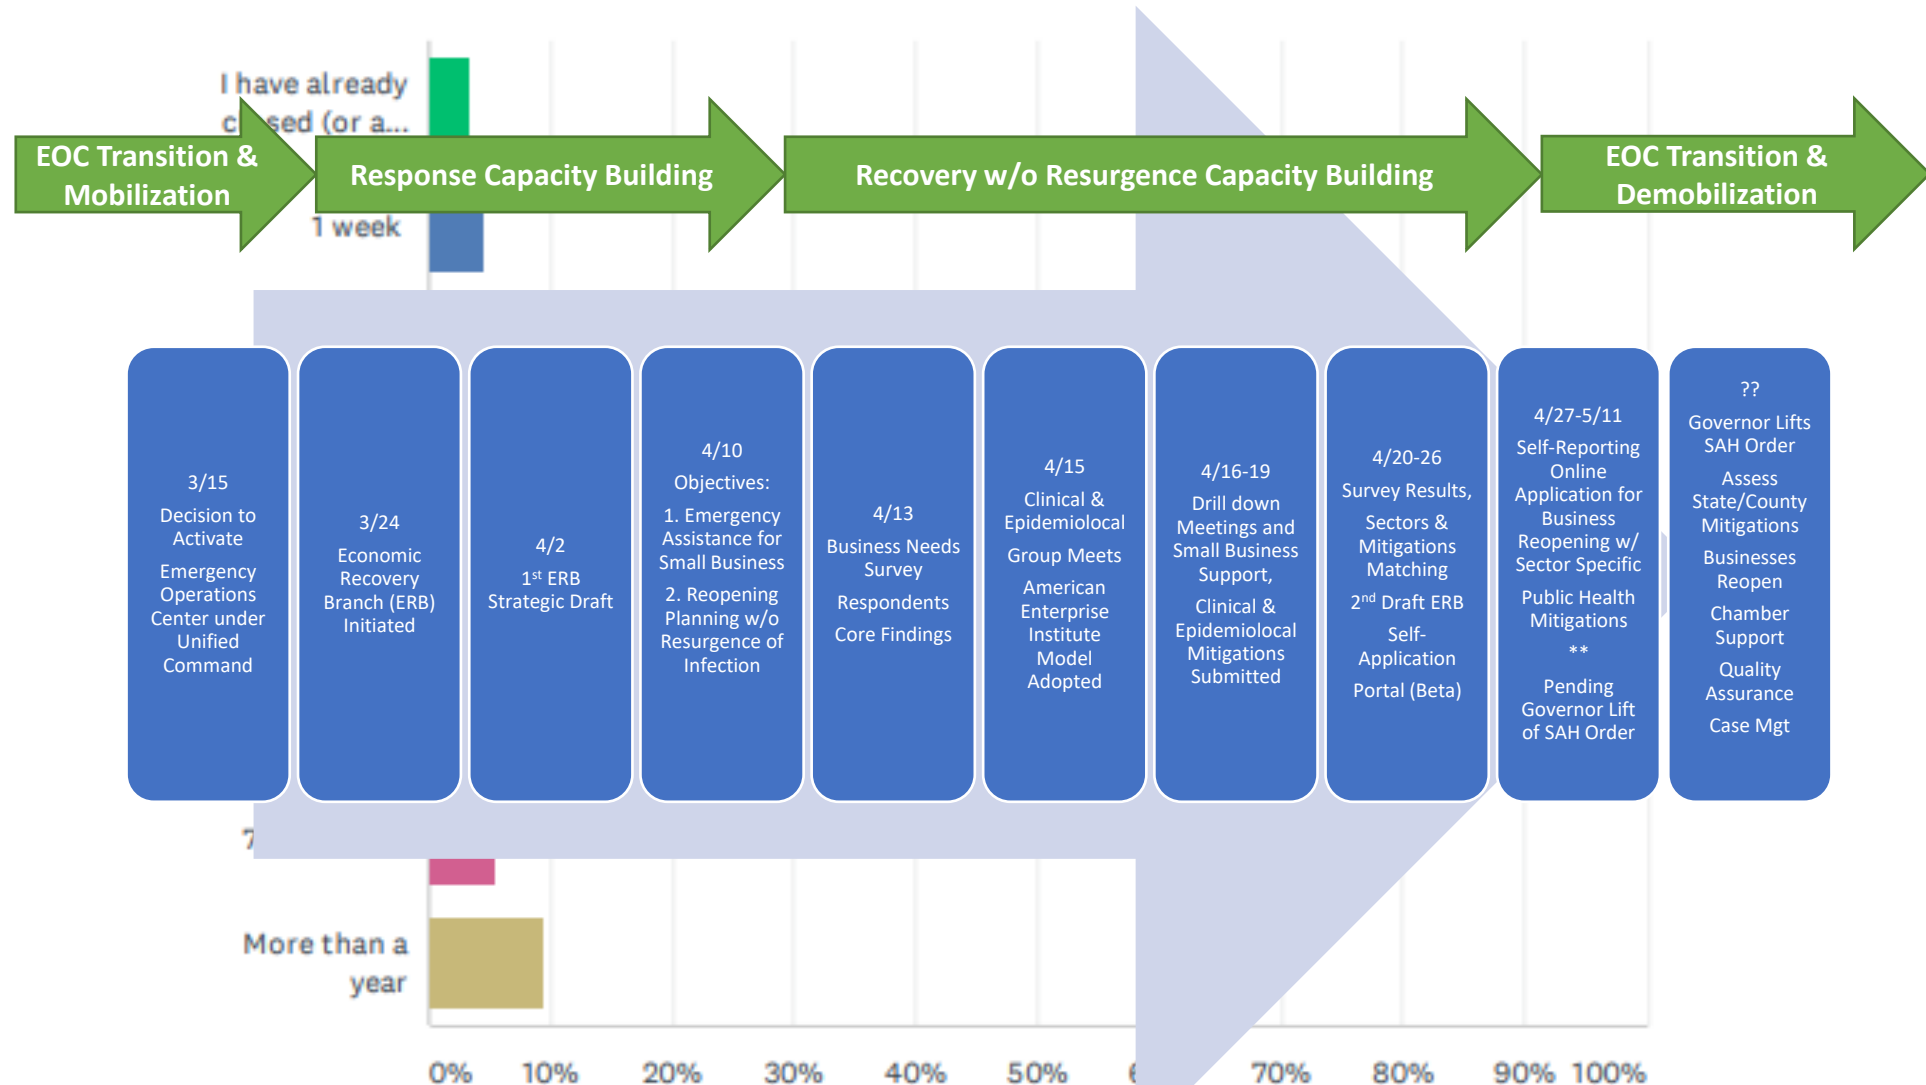 I have already
closed (or a...
EOC Transition &
Mobilization
Response Capacity Building
Recovery w/o Resurgence Capacity Building
EOC Transition &
Demobilization
1 week
3/15
Decision to
Activate
Emergency
Operations
Center under
Unified
Command
3/24
Economic
Recovery
Branch (ERB)
Initiated
4/2
1st ERB
Strategic Draft
4/10
Objectives:
1. Emergency
Assistance for
Small Business
2. Reopening
Planning w/o
Resurgence of
Infection
4/13
Business Needs
Survey
Respondents
Core Findings
4/15
Clinical &
Epidemiolocal
Group Meets
American
Enterprise
Institute
Model
Adopted
4/16-19
Drill down
Meetings and
Small Business
Support,
Clinical &
Epidemiolocal
Mitigations
Submitted
4/20-26
Survey Results,
Sectors &
Mitigations
Matching
2nd Draft ERB
Self-
Application
Portal (Beta)
4/27-5/11
Self-Reporting
Online
Application for
Business
Reopening w/
Sector Specific
Public Health
Mitigations
**
Pending
Governor Lift
of SAH Order
??
Governor Lifts
SAH Order
Assess
State/County
Mitigations
Businesses
Reopen
Chamber
Support
Quality
Assurance
Case Mgt
More than a
year
0% 10% 20% 30% 40% 50% 70% 80% 90% 100%